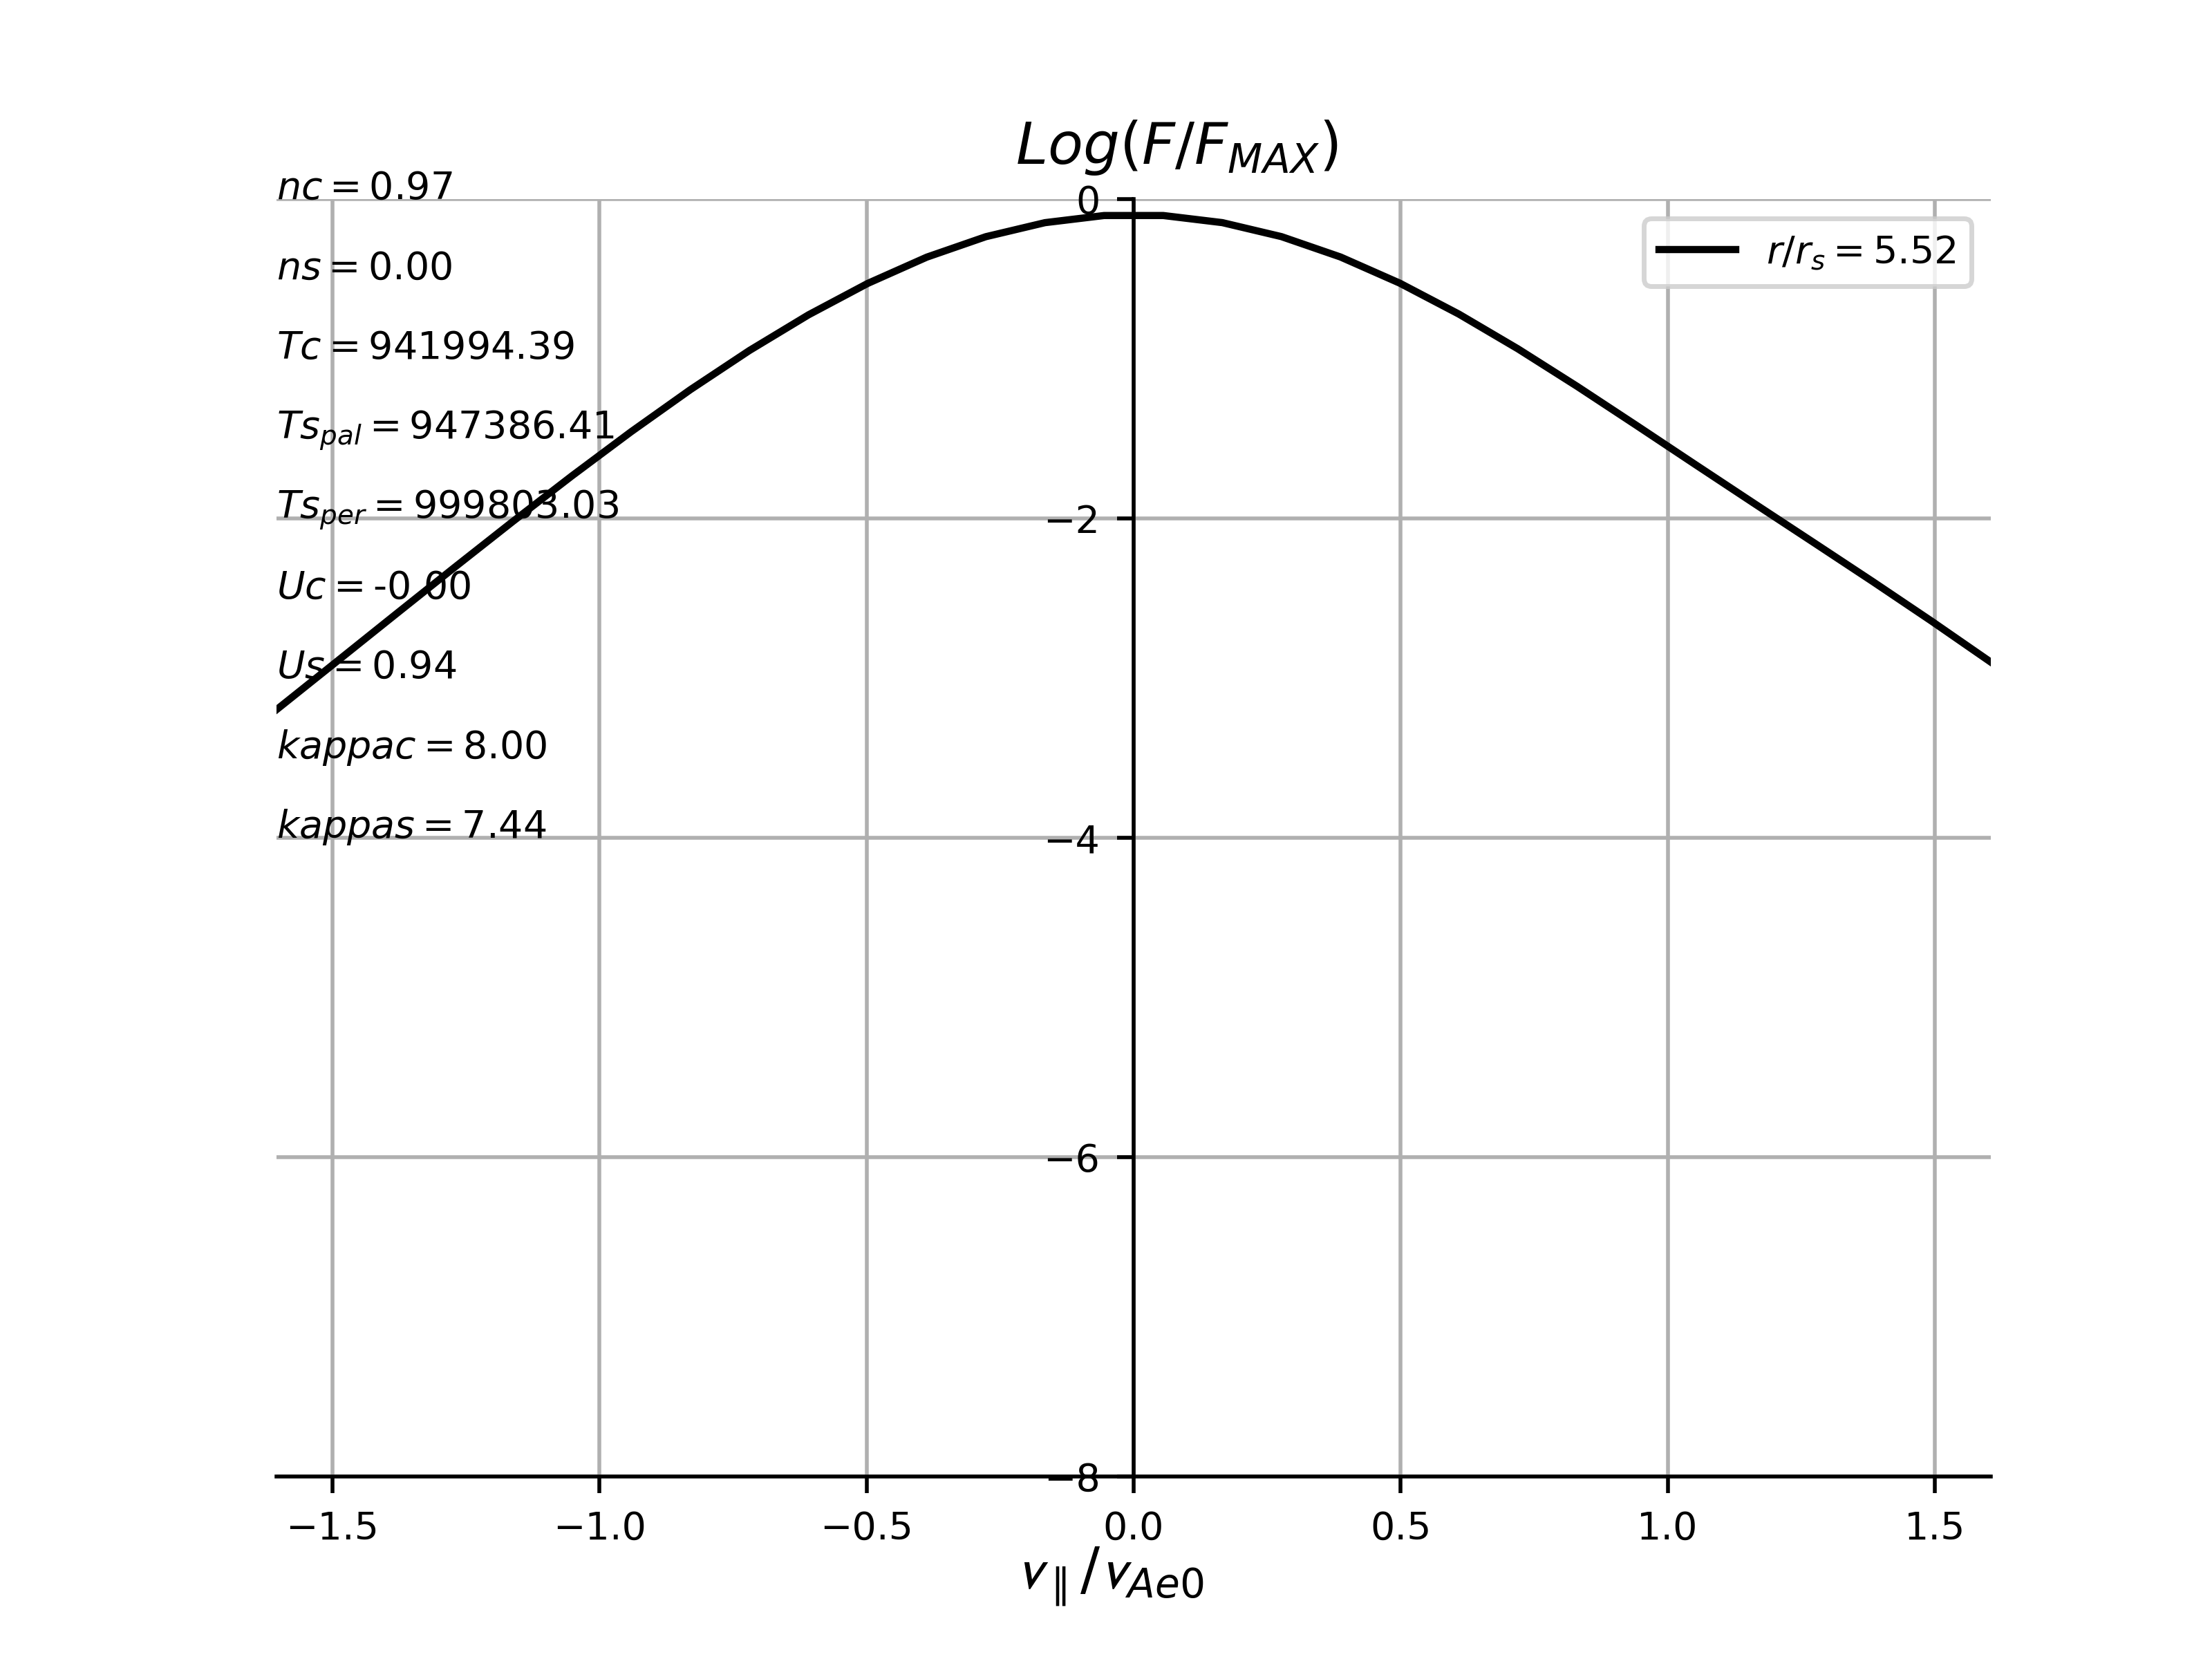 Log(F/F_MAX)
nc = 0.97
ns = 0.00
Tc = 941994.39
Ts_pal = 947386.41
Ts_per = 999803.03
Uc = -0.00
Us = 0.94
kappac = 8.00
kappas = 7.44
r/r_s = 5.52
0
−2
−4
−6
−8
−1.5 −1.0 −0.5 0.0 0.5 1.0 1.5
v_∥/v_Ae0